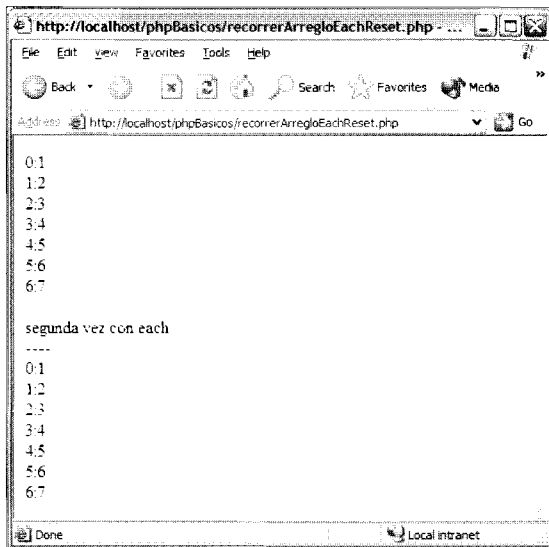 http://localhost/phpBasicos/recorrerArregloEachReset.php - ...
File Edit View Favorites Tools Help
Back Search Favorites Media »
Address http://localhost/phpBasicos/recorrerArregloEachReset.php Go
0:1
1:2
2:3
3:4
4:5
5:6
6:7
segunda vez con each
----
0:1
1:2
2:3
3:4
4:5
5:6
6:7
Done Local intranet